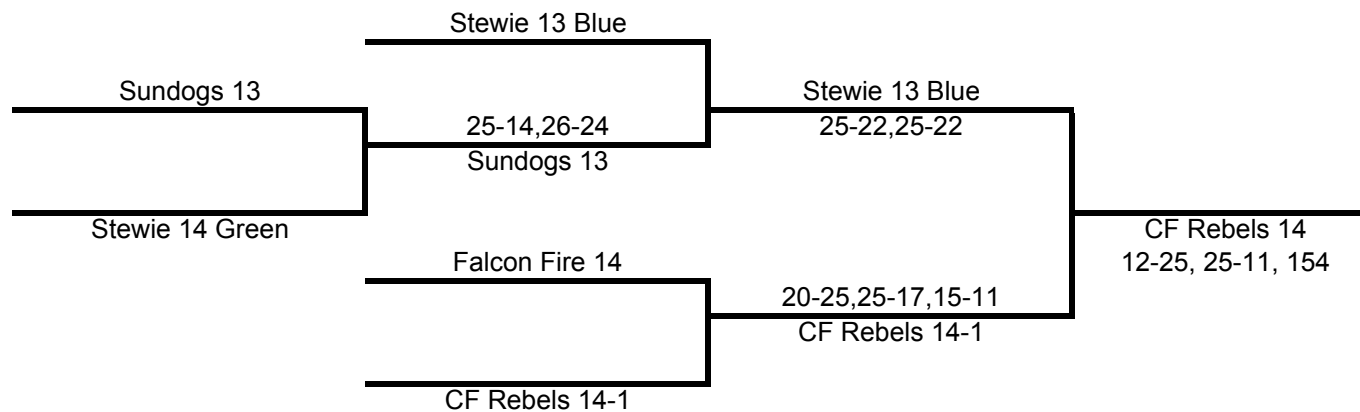 Stewie 13 Blue
Sundogs 13
Stewie 13 Blue
25-14,26-24
25-22,25-22
Sundogs 13
Stewie 14 Green
CF Rebels 14
Falcon Fire 14
12-25, 25-11, 154
20-25,25-17,15-11
CF Rebels 14-1
CF Rebels 14-1